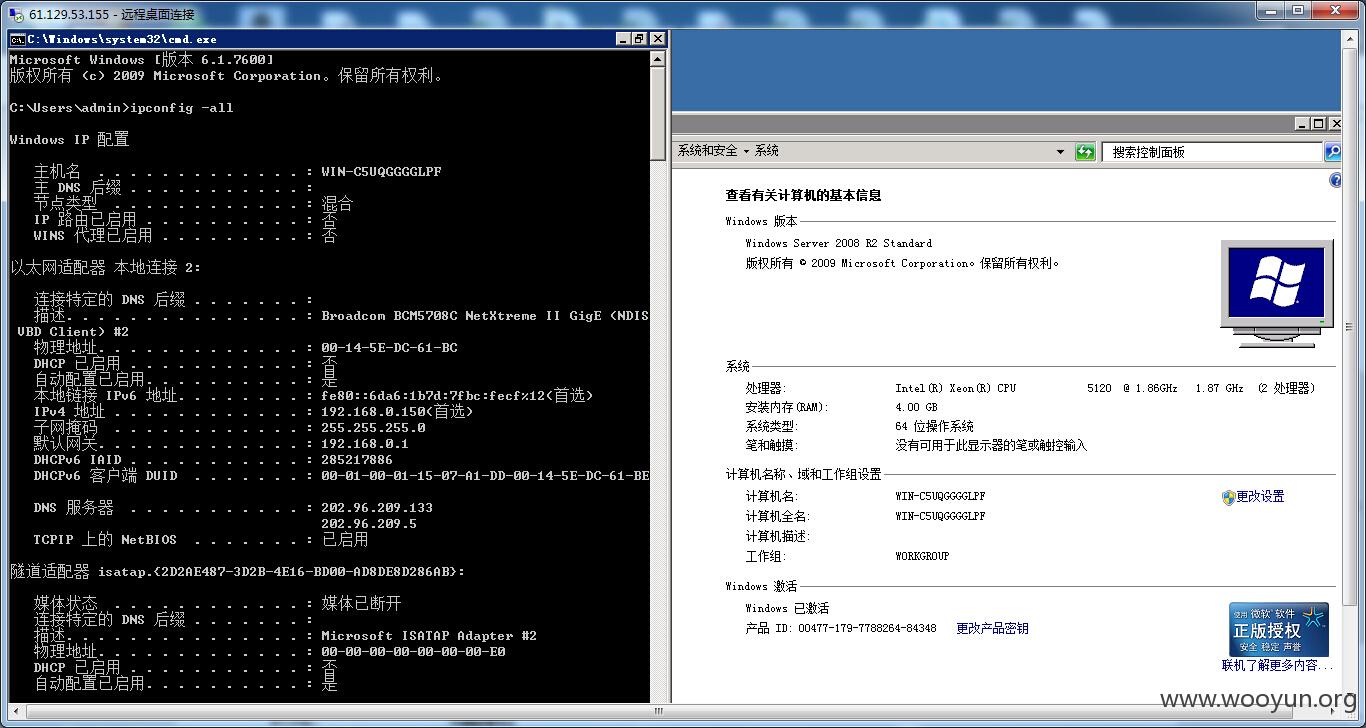 61.129.53.155 - 远程桌面连接
C:\Windows\system32\cmd.exe
Microsoft Windows [版本 6.1.7600]
版权所有 (c) 2009 Microsoft Corporation。保留所有权利。
C:\Users\admin>ipconfig -all
Windows IP 配置
主机名 . . . . . . . . . . . . . : WIN-C5UQGGGGLPF
主 DNS 后缀 . . . . . . . . . . . :
节点类型 . . . . . . . . . . . . : 混合
IP 路由已启用 . . . . . . . . . . : 否
WINS 代理已启用 . . . . . . . . . : 否
以太网适配器 本地连接 2:
连接特定的 DNS 后缀 . . . . . . . :
描述. . . . . . . . . . . . . . . : Broadcom BCM5708C NetXtreme II GigE (NDIS
VBD Client) #2
物理地址. . . . . . . . . . . . . : 00-14-5E-DC-61-BC
DHCP 已启用 . . . . . . . . . . . : 否
自动配置已启用. . . . . . . . . . : 是
本地链接 IPv6 地址. . . . . . . . : fe80::6da6:1b7d:7fbc:fecf%12(首选)
IPv4 地址 . . . . . . . . . . . . : 192.168.0.150(首选)
子网掩码 . . . . . . . . . . . . : 255.255.255.0
默认网关. . . . . . . . . . . . . : 192.168.0.1
DHCPv6 IAID . . . . . . . . . . . : 285217886
DHCPv6 客户端 DUID . . . . . . . : 00-01-00-01-15-07-A1-DD-00-14-5E-DC-61-BE
DNS 服务器 . . . . . . . . . . . : 202.96.209.133
202.96.209.5
TCPIP 上的 NetBIOS . . . . . . . : 已启用
隧道适配器 isatap.{2D2AE487-3D2B-4E16-BD00-AD8DE8D286AB}:
媒体状态 . . . . . . . . . . . . : 媒体已断开
连接特定的 DNS 后缀 . . . . . . . :
描述. . . . . . . . . . . . . . . : Microsoft ISATAP Adapter #2
物理地址. . . . . . . . . . . . . : 00-00-00-00-00-00-00-E0
DHCP 已启用 . . . . . . . . . . . : 否
自动配置已启用. . . . . . . . . . : 是
系统和安全 系统
搜索控制面板
查看有关计算机的基本信息
Windows 版本
Windows Server 2008 R2 Standard
版权所有 © 2009 Microsoft Corporation。保留所有权利。
系统
处理器: Intel(R) Xeon(R) CPU 5120 @ 1.86GHz 1.87 GHz (2 处理器)
安装内存(RAM): 4.00 GB
系统类型: 64 位操作系统
笔和触摸: 没有可用于此显示器的笔或触控输入
计算机名称、域和工作组设置
计算机名: WIN-C5UQGGGGLPF 更改设置
计算机全名: WIN-C5UQGGGGLPF
计算机描述:
工作组: WORKGROUP
Windows 激活
Windows 已激活
产品 ID: 00477-179-7788264-84348 更改产品密钥
使用 微软 软件
正版授权
安全 稳定 声誉
联机了解更多内容...
www.wooyun.org